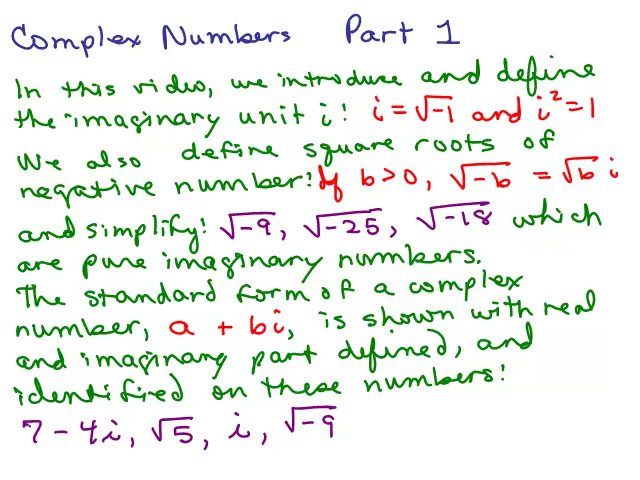 Complex Numbers Part 1
In this video, we introduce and define
the imaginary unit i: i = √-1 and i² = 1
We also define square roots of
negative number: If b > 0, √-b = √b i
and simplify: √-9, √-25, √-18 which
are pure imaginary numbers.
The standard form of a complex
number, a + bi, is shown with real
and imaginary part defined, and
identified on these numbers:
7 - 4i, √5, i, √-9